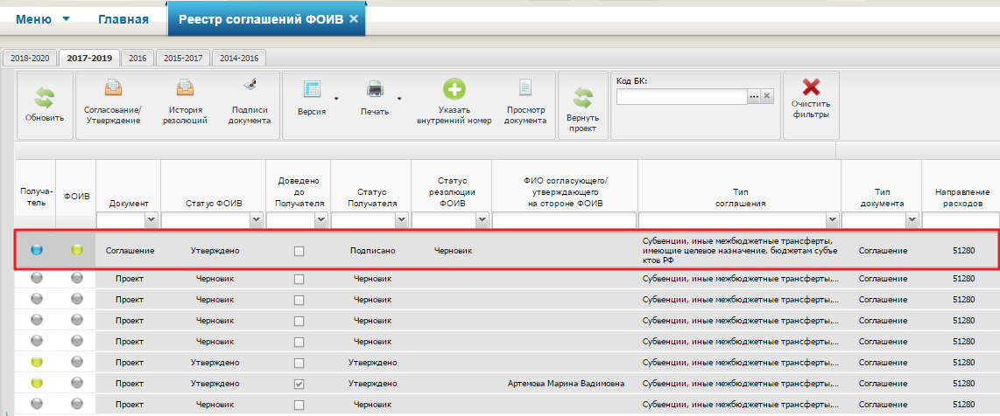 Меню Главная Реестр соглашений ФОИВ ×
2018-2020 2017-2019 2016 2015-2017 2014-2016
Обновить
Согласование/
Утверждение
История
резолюций
Подписи
документа
Версия
Печать
Указать
внутренний номер
Просмотр
документа
Вернуть
проект
Код БК:
... ×
Очистить
фильтры
Получа-
тель
ФОИВ
Документ
Статус ФОИВ
Доведено
до
Получателя
Статус
Получателя
Статус
резолюции
ФОИВ
ФИО согласующего/
утверждающего
на стороне ФОИВ
Тип
соглашения
Тип
документа
Направление
расходов
Соглашение Утверждено Подписано Черновик Субвенции, иные межбюджетные трансферты,
имеющие целевое назначение, бюджетам субъе
ктов РФ Соглашение 51280
Проект Черновик Черновик Субвенции, иные межбюджетные трансферты,... Соглашение 51280
Проект Черновик Черновик Субвенции, иные межбюджетные трансферты,... Соглашение 51280
Проект Черновик Черновик Субвенции, иные межбюджетные трансферты,... Соглашение 51280
Проект Черновик Черновик Субвенции, иные межбюджетные трансферты,... Соглашение 51280
Проект Утверждено Утверждено Субвенции, иные межбюджетные трансферты,... Соглашение 51280
Проект Утверждено Утверждено Артемова Марина Вадимовна Субвенции, иные межбюджетные трансферты,... Соглашение 51280
Проект Черновик Черновик Субвенции, иные межбюджетные трансферты,... Соглашение 51280